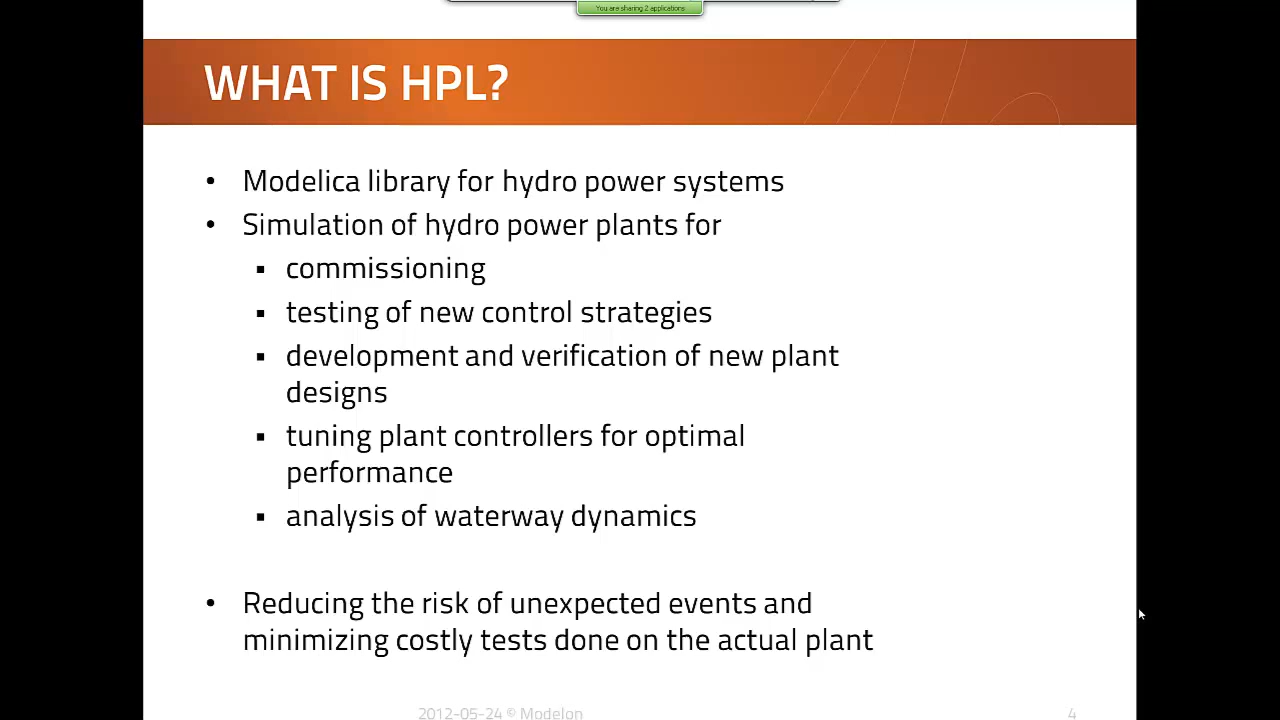 You are sharing 2 applications
WHAT IS HPL?
• Modelica library for hydro power systems
• Simulation of hydro power plants for
▪ commissioning
▪ testing of new control strategies
▪ development and verification of new plant
designs
▪ tuning plant controllers for optimal
performance
▪ analysis of waterway dynamics
• Reducing the risk of unexpected events and
minimizing costly tests done on the actual plant
2012-05-24 © Modelon
4